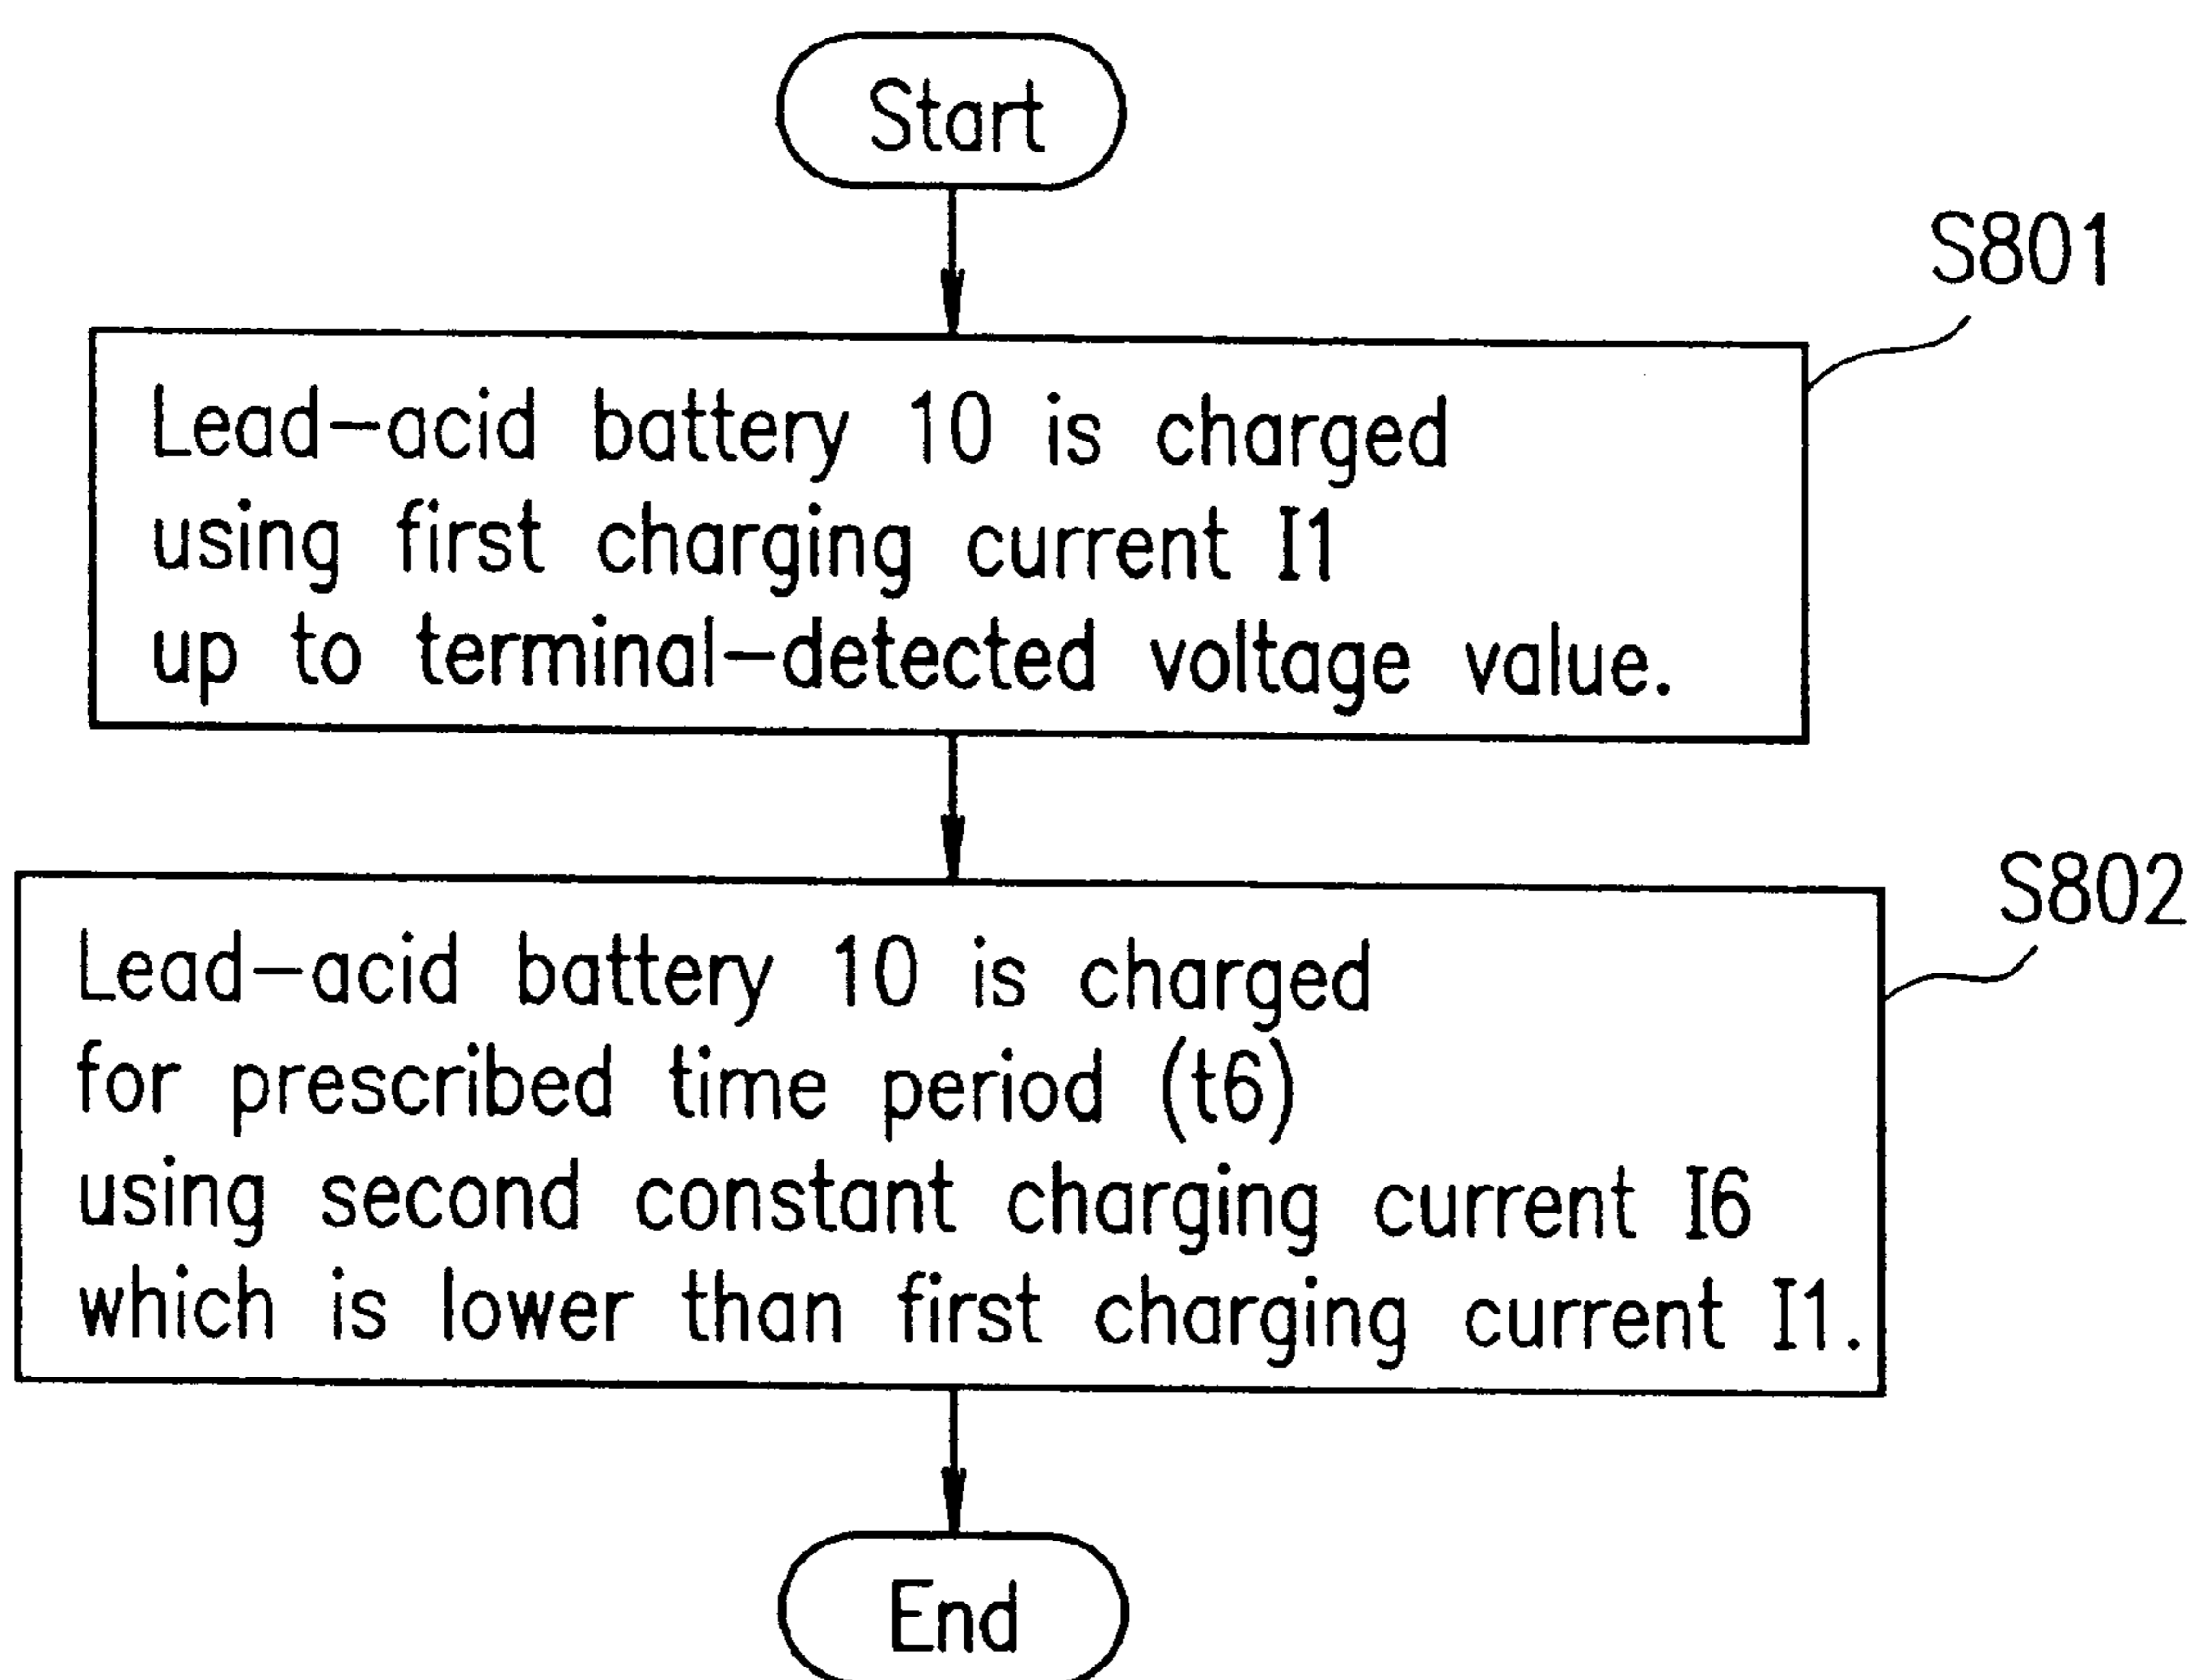 Start
S801
Lead-acid battery 10 is charged
using first charging current I1
up to terminal-detected voltage value.
S802
Lead-acid battery 10 is charged
for prescribed time period (t6)
using second constant charging current I6
which is lower than first charging current I1.
End